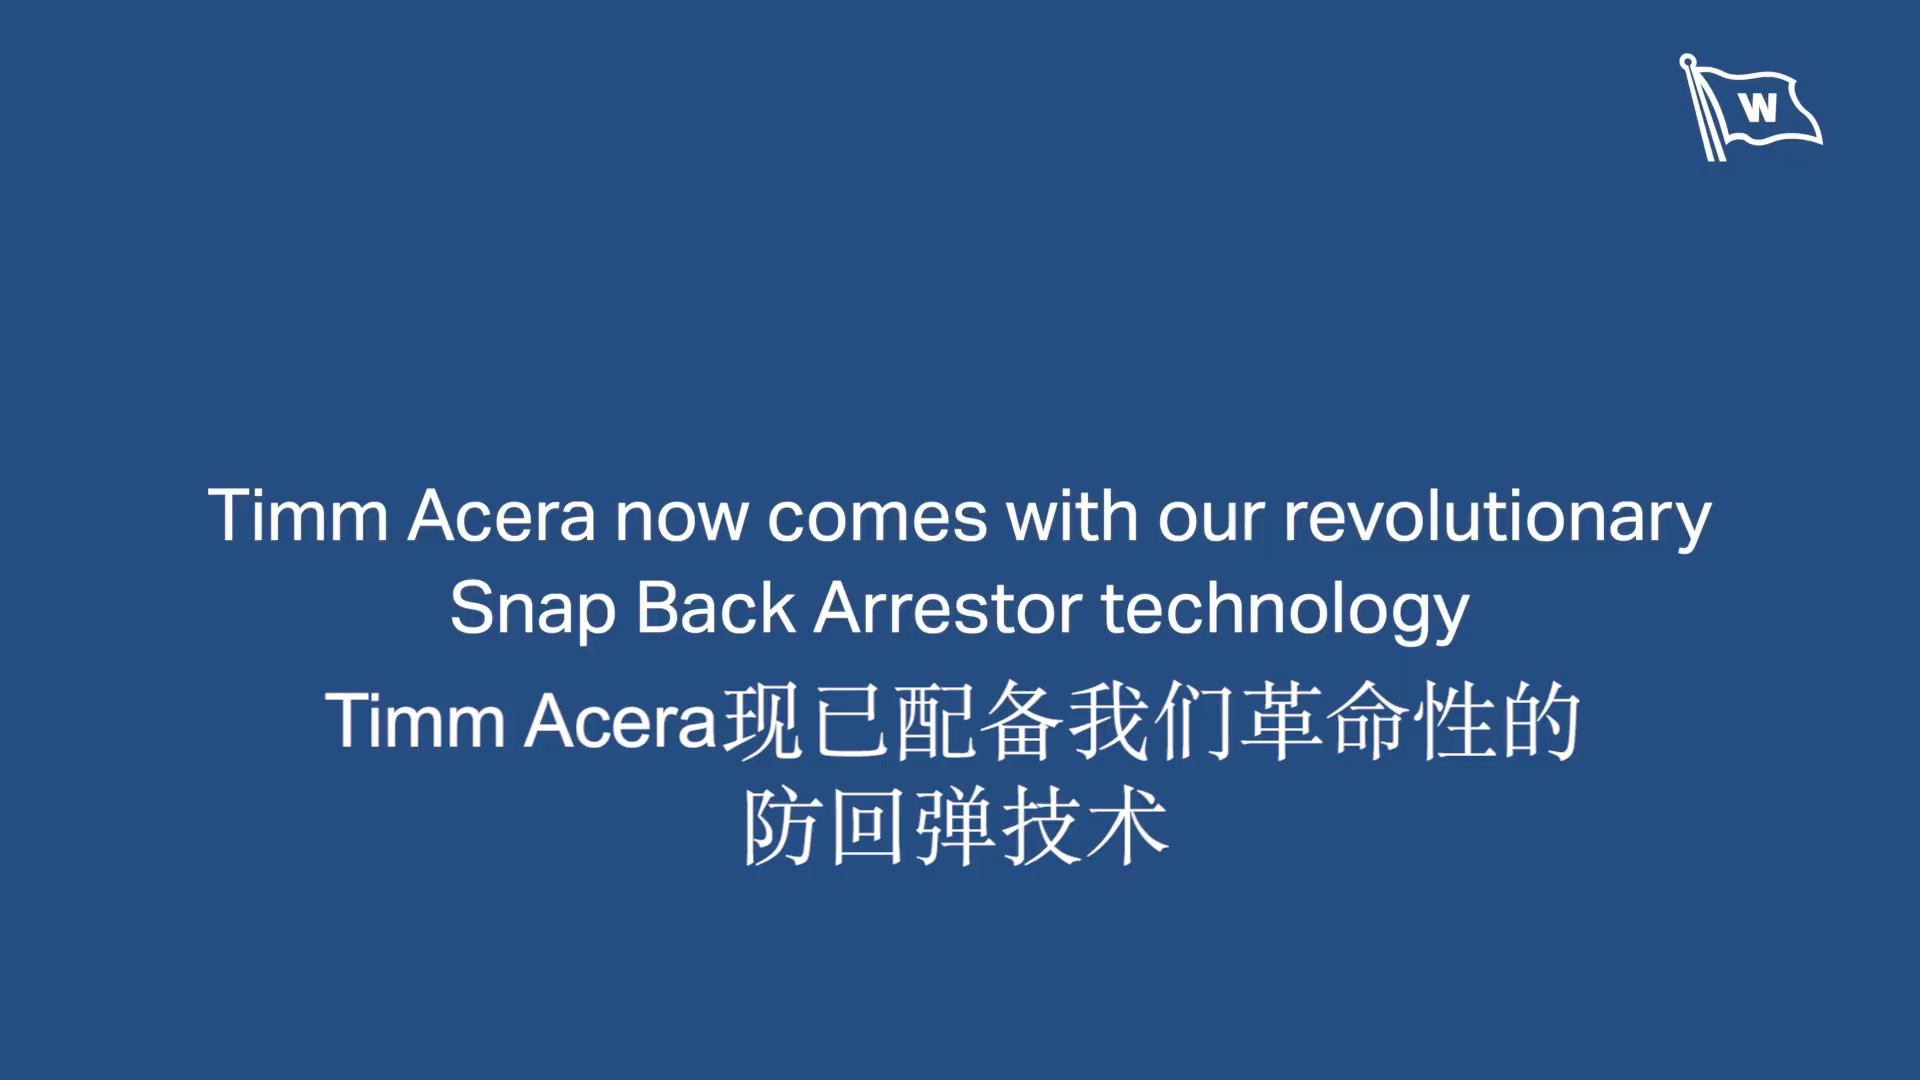 W
Timm Acera now comes with our revolutionary
Snap Back Arrestor technology
Timm Acera现已配备我们革命性的
防回弹技术